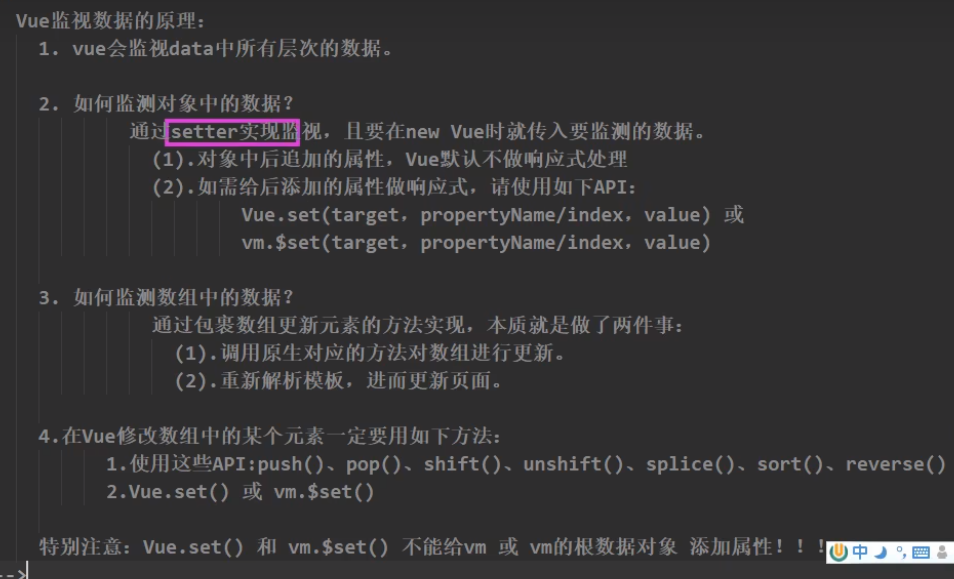 Vue监视数据的原理：
1. vue会监视data中所有层次的数据。
2. 如何监测对象中的数据？
通过setter实现监视，且要在new Vue时就传入要监测的数据。
(1).对象中后追加的属性，Vue默认不做响应式处理
(2).如需给后添加的属性做响应式，请使用如下API：
Vue.set(target，propertyName/index，value) 或
vm.$set(target，propertyName/index，value)
3. 如何监测数组中的数据？
通过包裹数组更新元素的方法实现，本质就是做了两件事：
(1).调用原生对应的方法对数组进行更新。
(2).重新解析模板，进而更新页面。
4.在Vue修改数组中的某个元素一定要用如下方法：
1.使用这些API:push()、pop()、shift()、unshift()、splice()、sort()、reverse()
2.Vue.set() 或 vm.$set()
特别注意：Vue.set() 和 vm.$set() 不能给vm 或 vm的根数据对象 添加属性！！！
中
-->